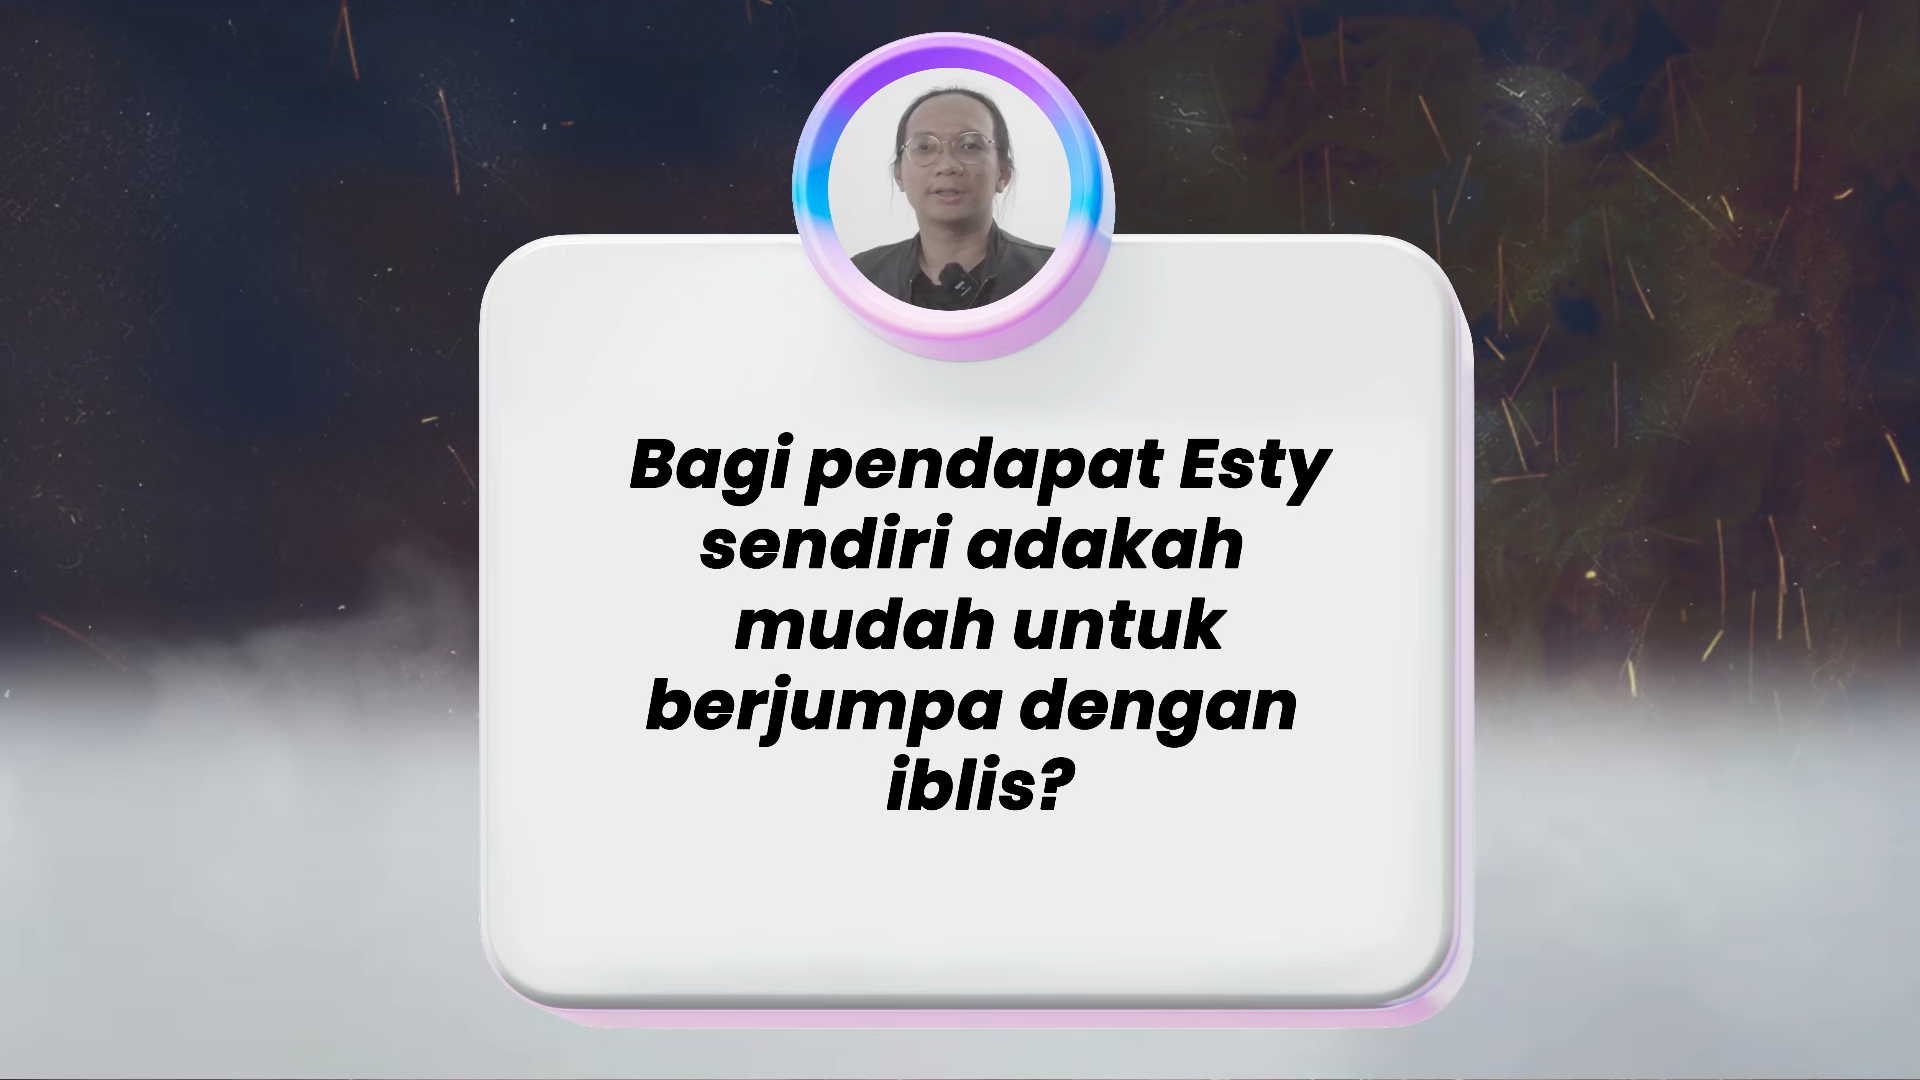 Bagi pendapat Esty
sendiri adakah
mudah untuk
berjumpa dengan
iblis?